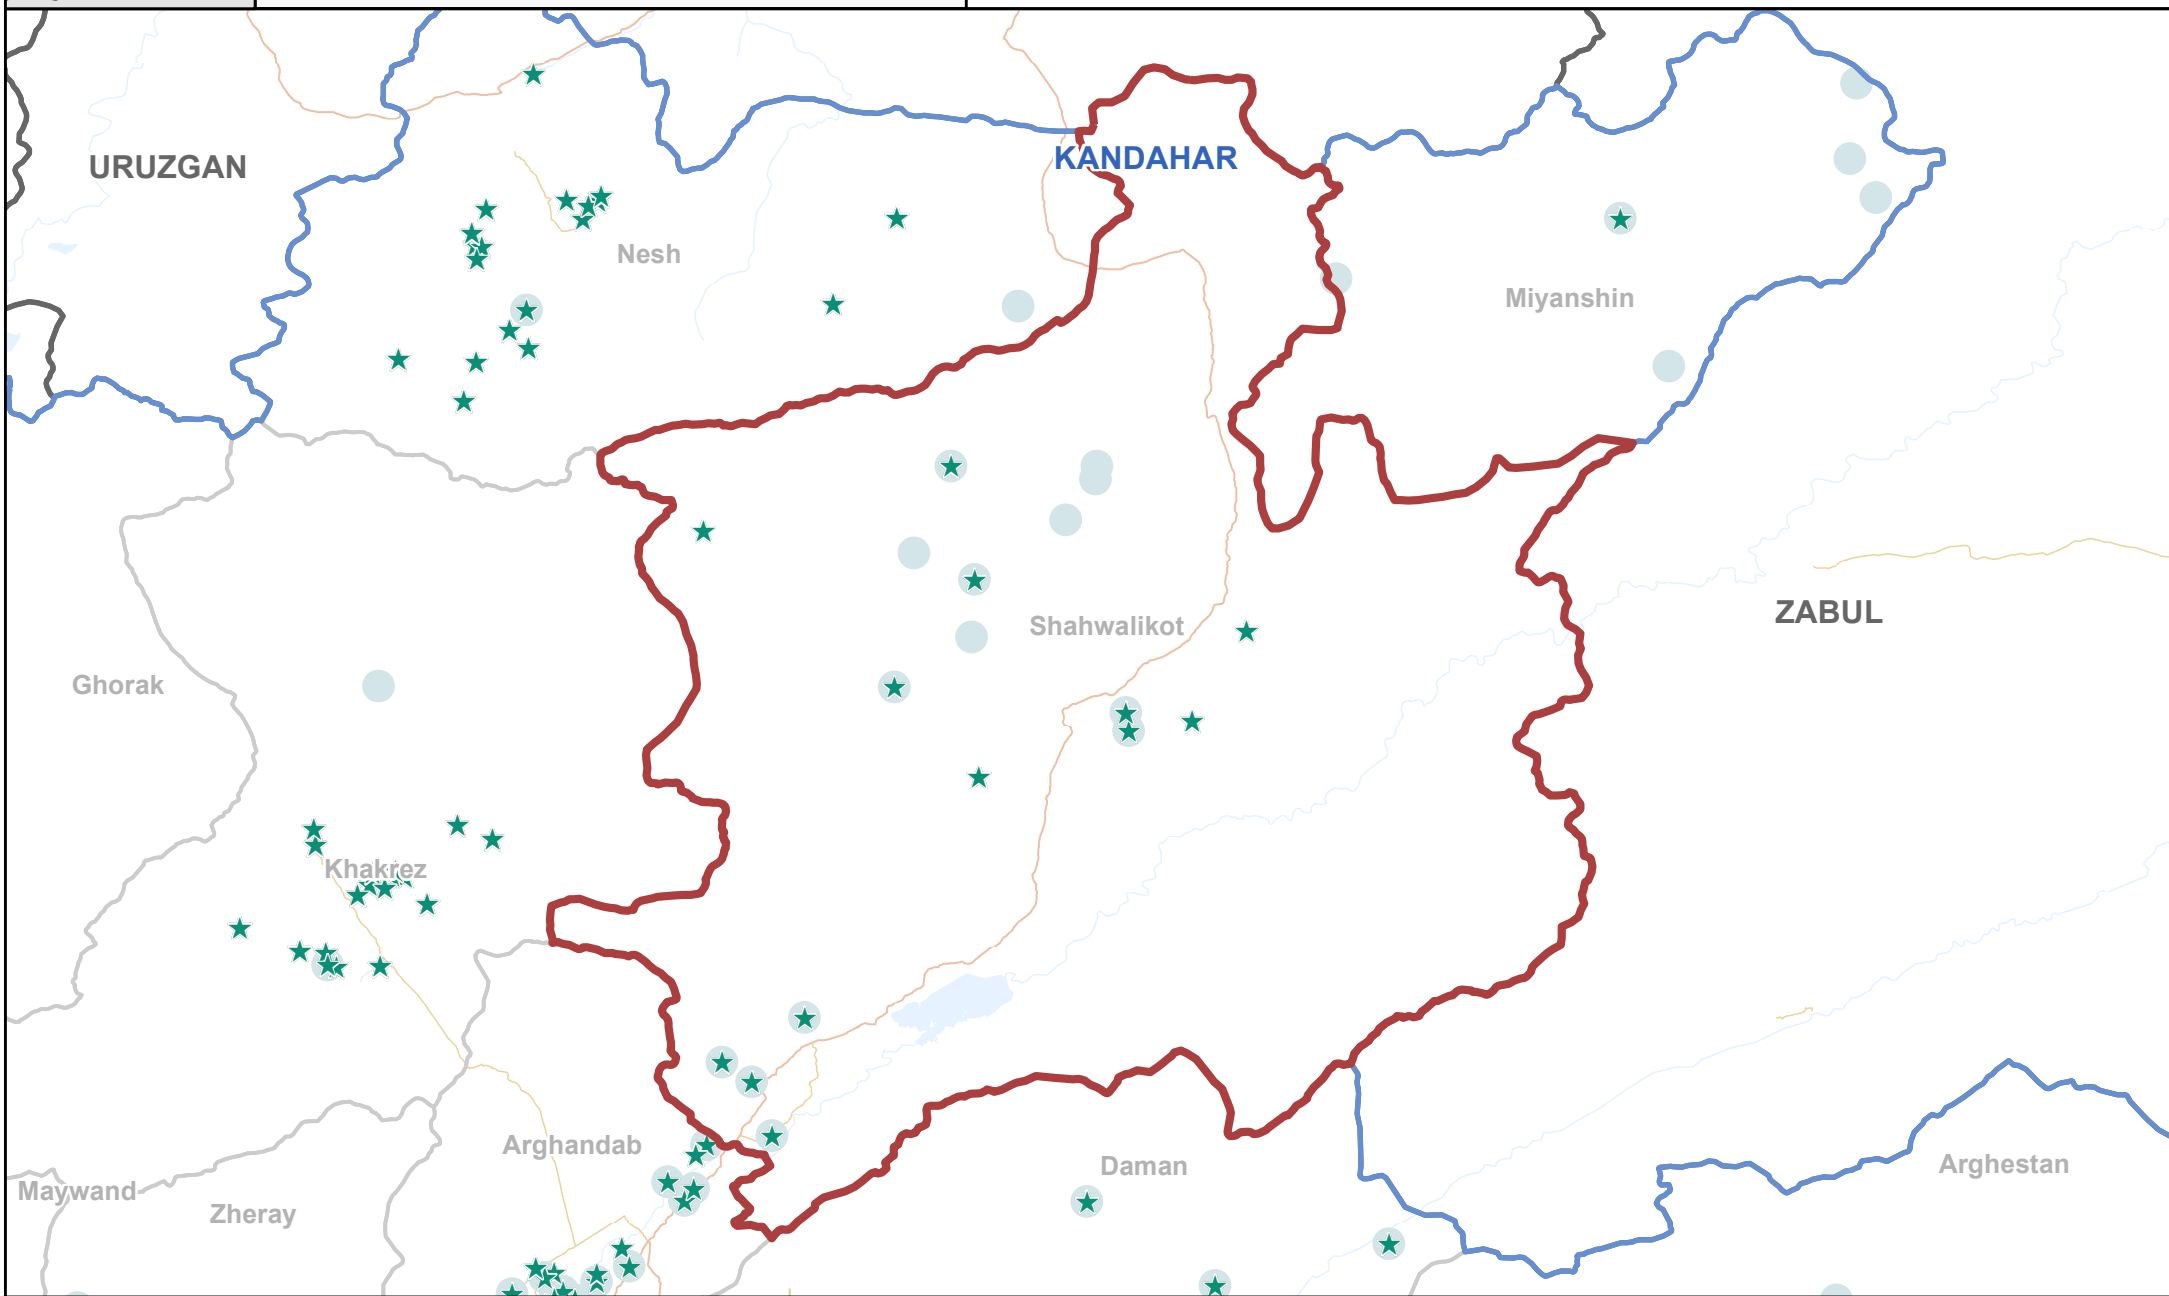 KANDAHAR
URUZGAN
Nesh
Miyanshin
ZABUL
Shahwalikot
Ghorak
Khakrez
Arghandab
Daman
Arghestan
Maywand
Zheray